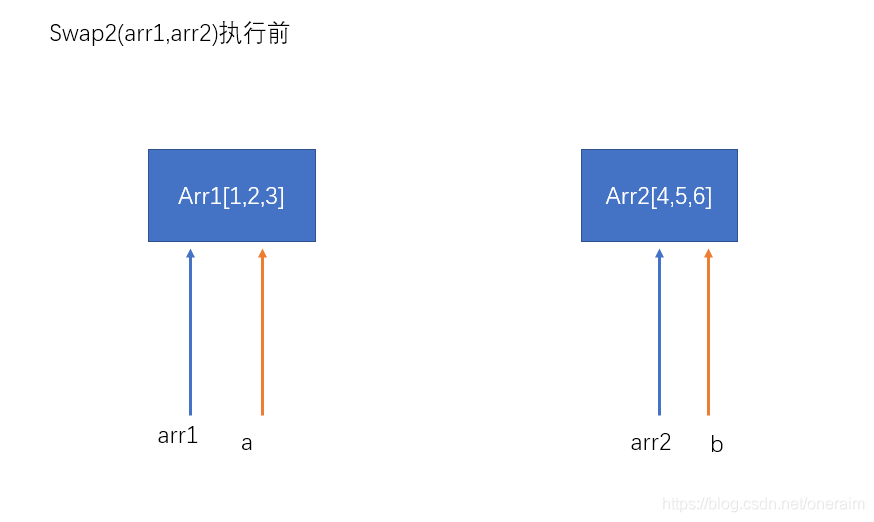 Swap2(arr1,arr2)执行前
Arr1[1,2,3]
Arr2[4,5,6]
arr1
a
arr2
b
https://blog.csdn.net/oneraim